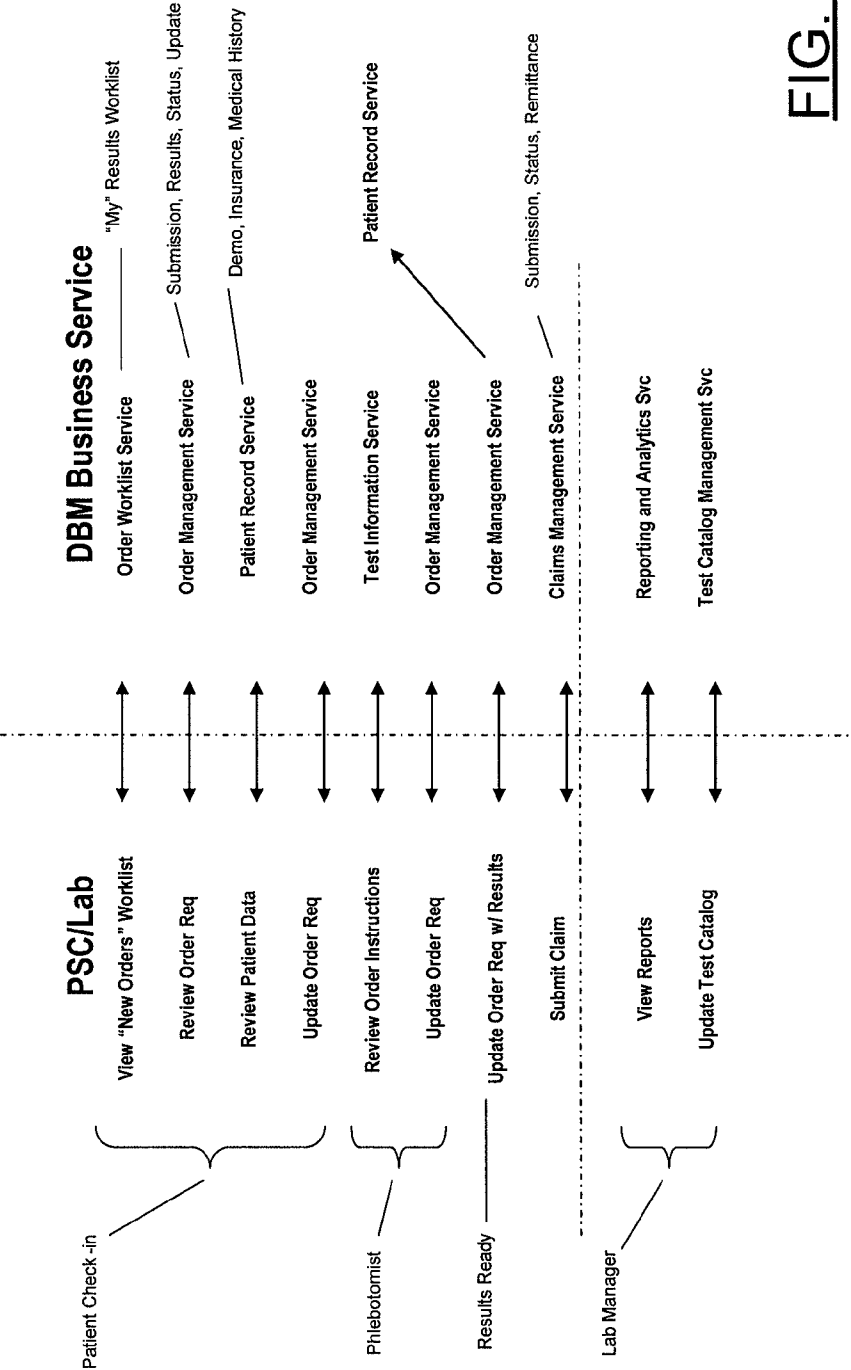 PSC/Lab
DBM Business Service
Patient Check-in
View "New Orders" Worklist
Order Worklist Service
"My" Results Worklist
Review Order Req
Order Management Service
Submission, Results, Status, Update
Review Patient Data
Patient Record Service
Demo, Insurance, Medical History
Update Order Req
Order Management Service
Phlebotomist
Review Order Instructions
Test Information Service
Patient Record Service
Update Order Req
Order Management Service
Results Ready
Update Order Req w/ Results
Order Management Service
Submit Claim
Claims Management Service
Submission, Status, Remittance
Lab Manager
View Reports
Reporting and Analytics Svc
Update Test Catalog
Test Catalog Management Svc
FIG.